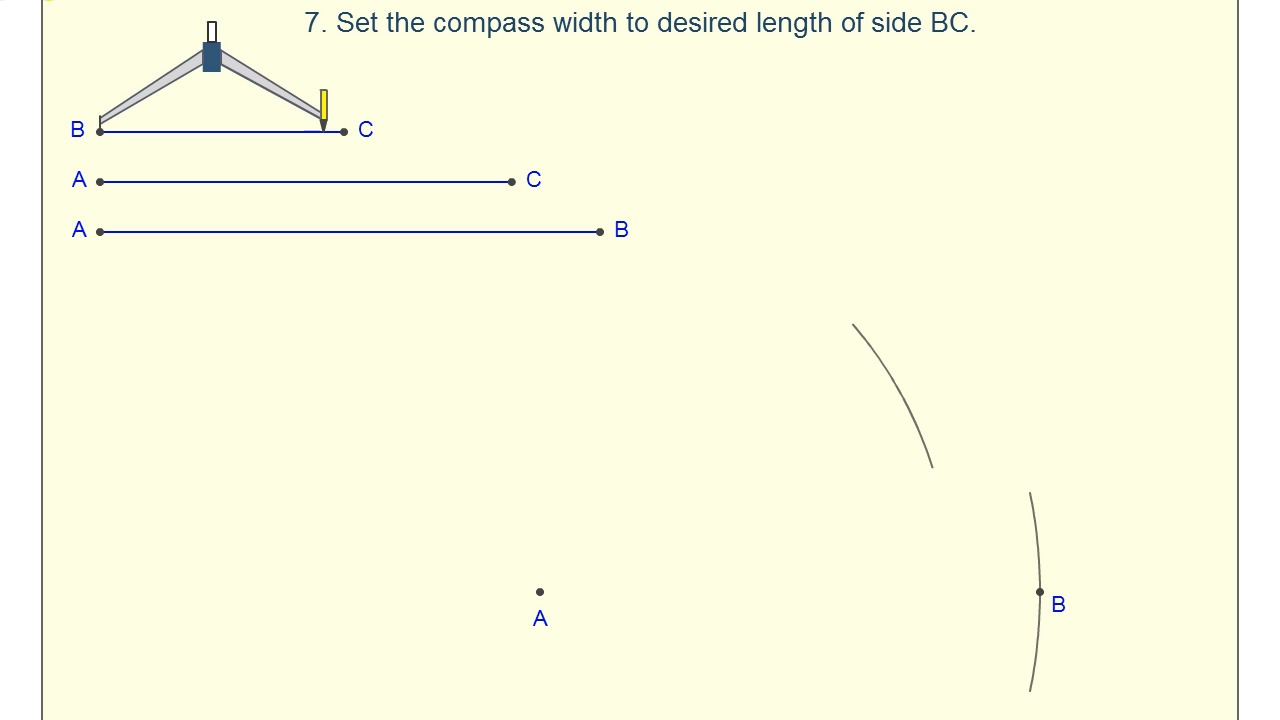 7. Set the compass width to desired length of side BC.
B C
A C
A B
A
B